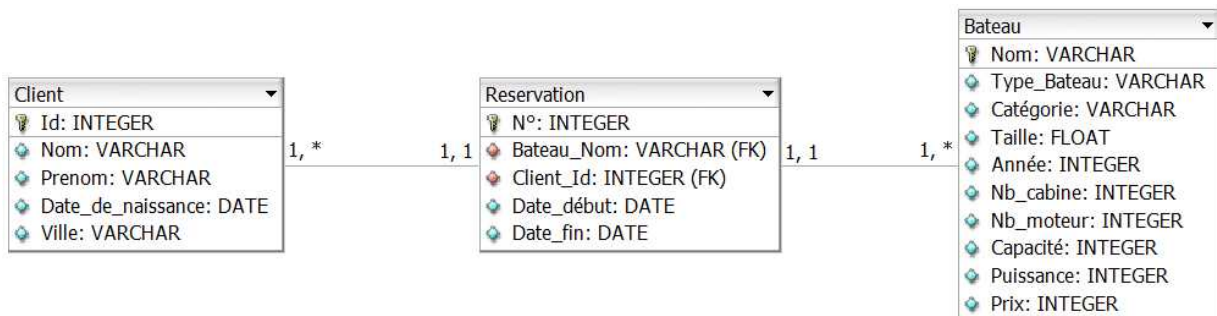 Client
Id: INTEGER
Nom: VARCHAR
Prenom: VARCHAR
Date_de_naissance: DATE
Ville: VARCHAR
1, *
1, 1
Reservation
N°: INTEGER
Bateau_Nom: VARCHAR (FK)
Client_Id: INTEGER (FK)
Date_début: DATE
Date_fin: DATE
1, 1
1, *
Bateau
Nom: VARCHAR
Type_Bateau: VARCHAR
Catégorie: VARCHAR
Taille: FLOAT
Année: INTEGER
Nb_cabine: INTEGER
Nb_moteur: INTEGER
Capacité: INTEGER
Puissance: INTEGER
Prix: INTEGER